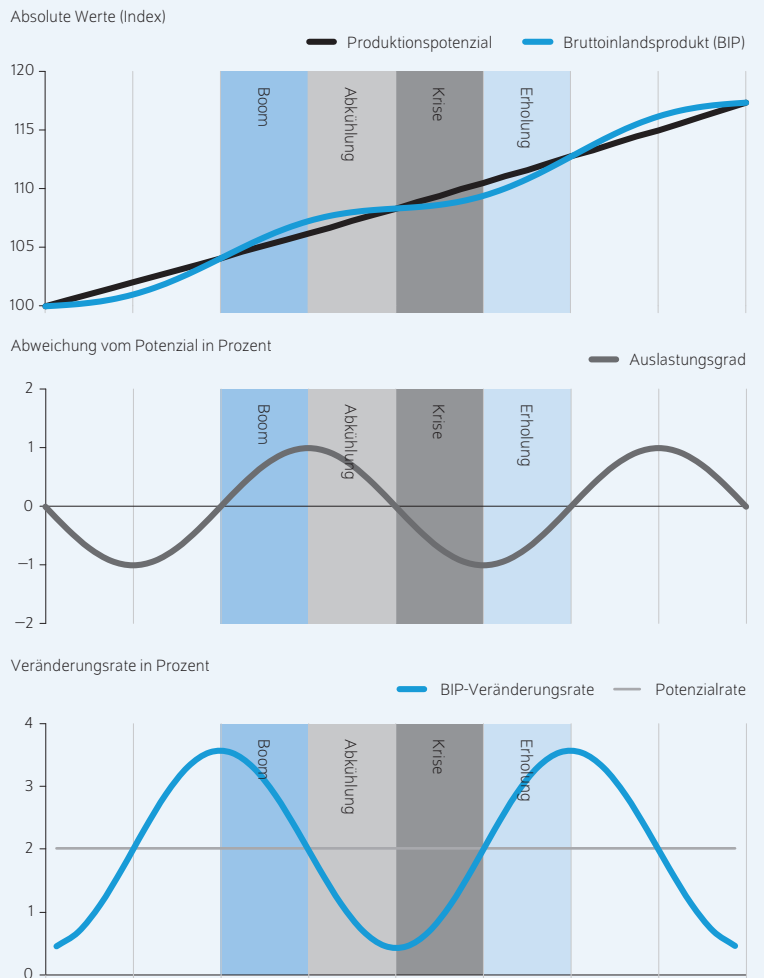 Absolute Werte (Index)
Produktionspotenzial
Bruttoinlandsprodukt (BIP)
120
115
110
105
100
Boom
Abkühlung
Krise
Erholung
Abweichung vom Potenzial in Prozent
Auslastungsgrad
2
1
0
−1
−2
Boom
Abkühlung
Krise
Erholung
Veränderungsrate in Prozent
BIP-Veränderungsrate
Potenzialrate
4
3
2
1
0
Boom
Abkühlung
Krise
Erholung